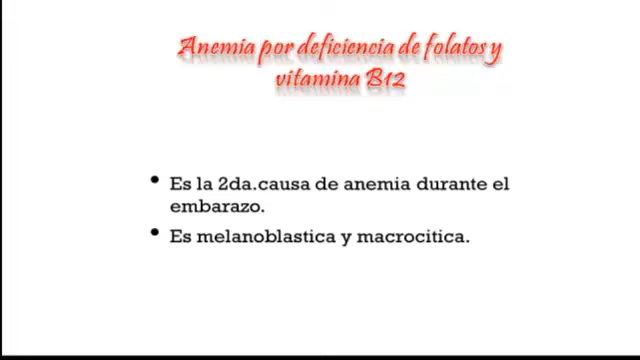 Anemia por deficiencia de folatos y
vitamina B12
• Es la 2da.causa de anemia durante el
embarazo.
• Es melanoblastica y macrocitica.